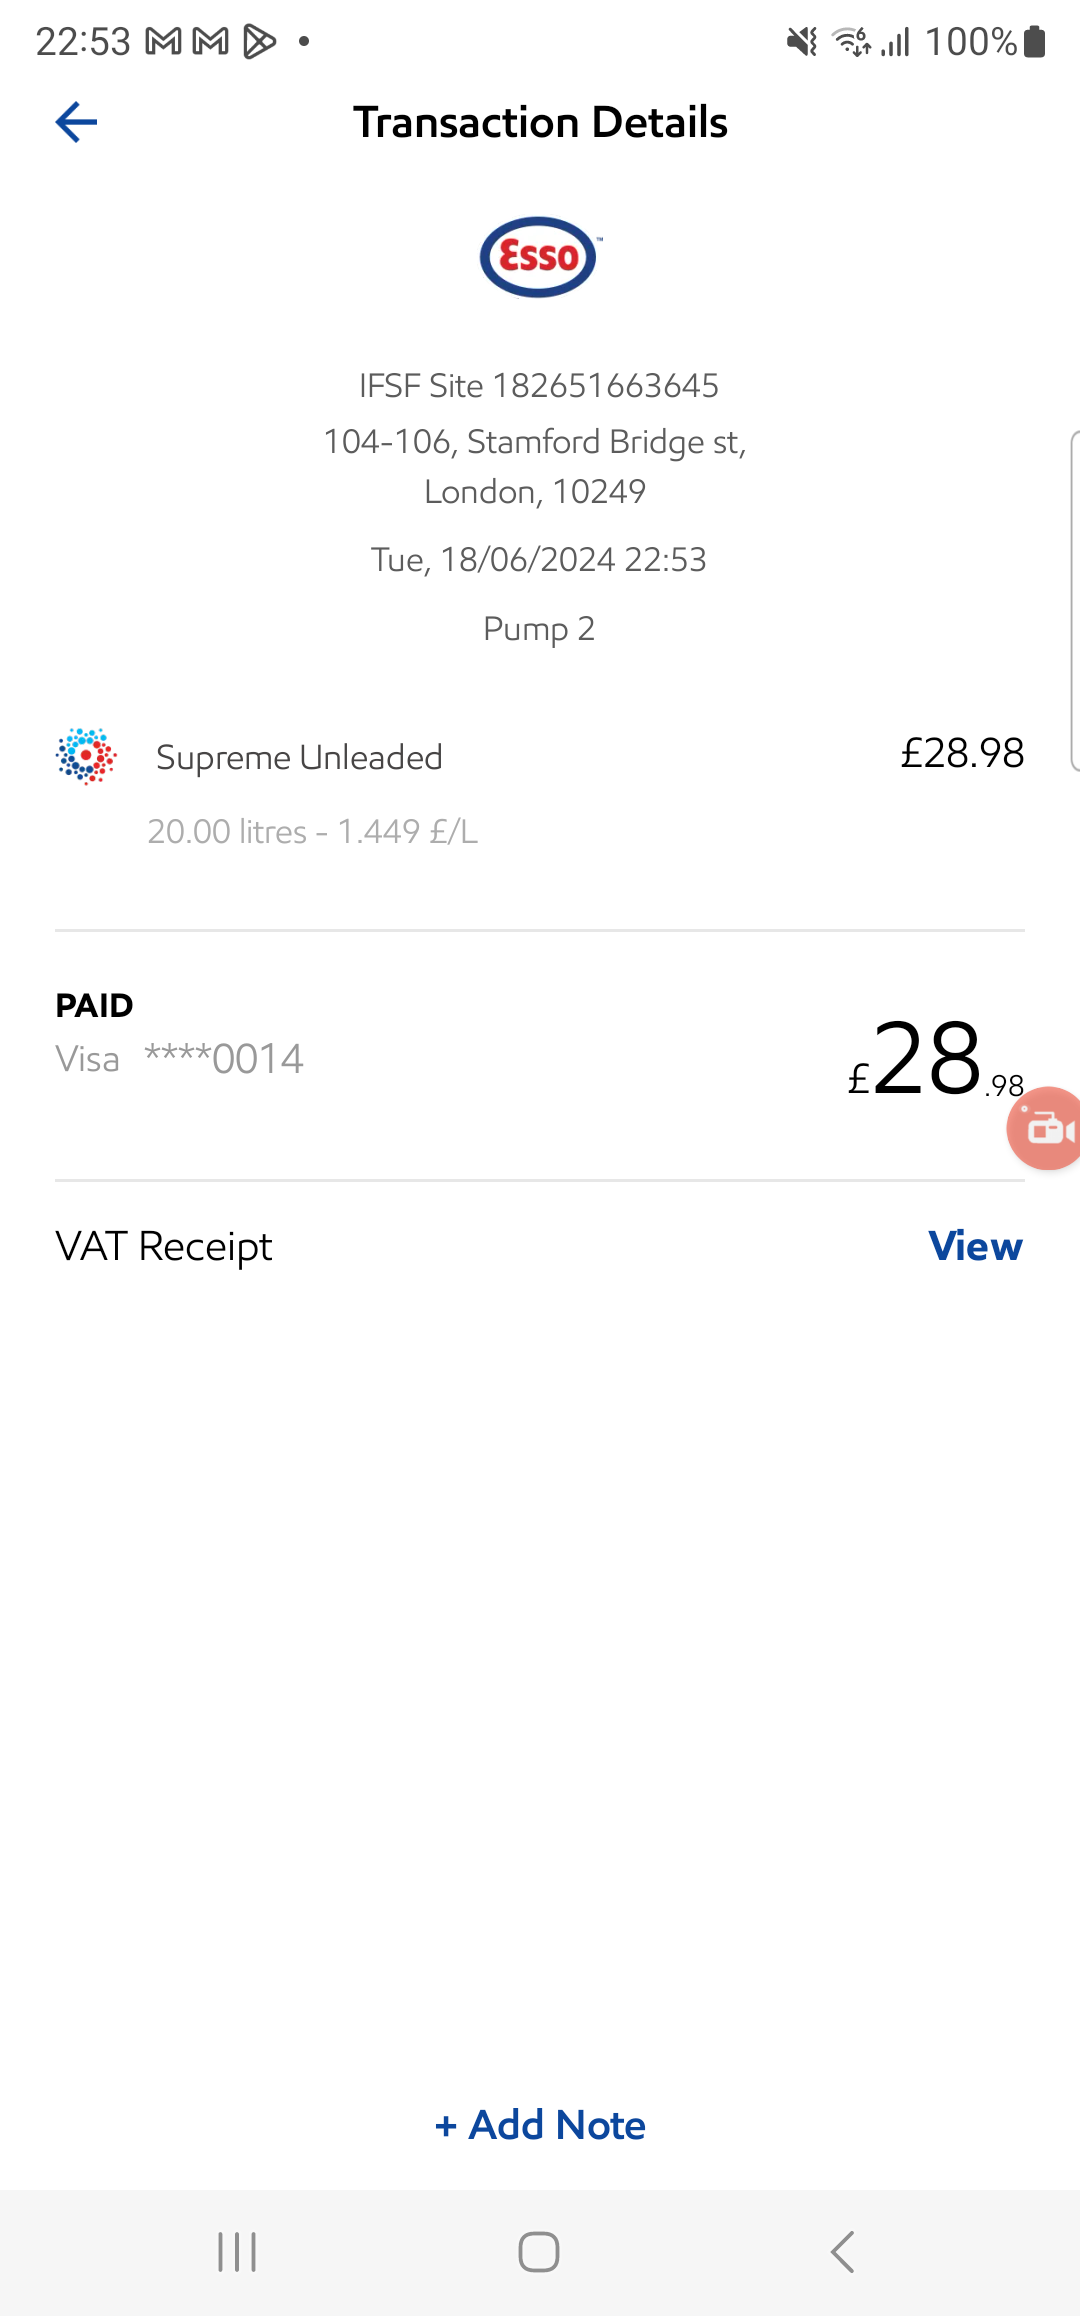 22:53
100%
Transaction Details
Esso ™
IFSF Site 182651663645
104-106, Stamford Bridge st,
London, 10249
Tue, 18/06/2024 22:53
Pump 2
Supreme Unleaded £28.98
20.00 litres - 1.449 £/L
PAID
Visa ****0014
£28.98
VAT Receipt View
+ Add Note